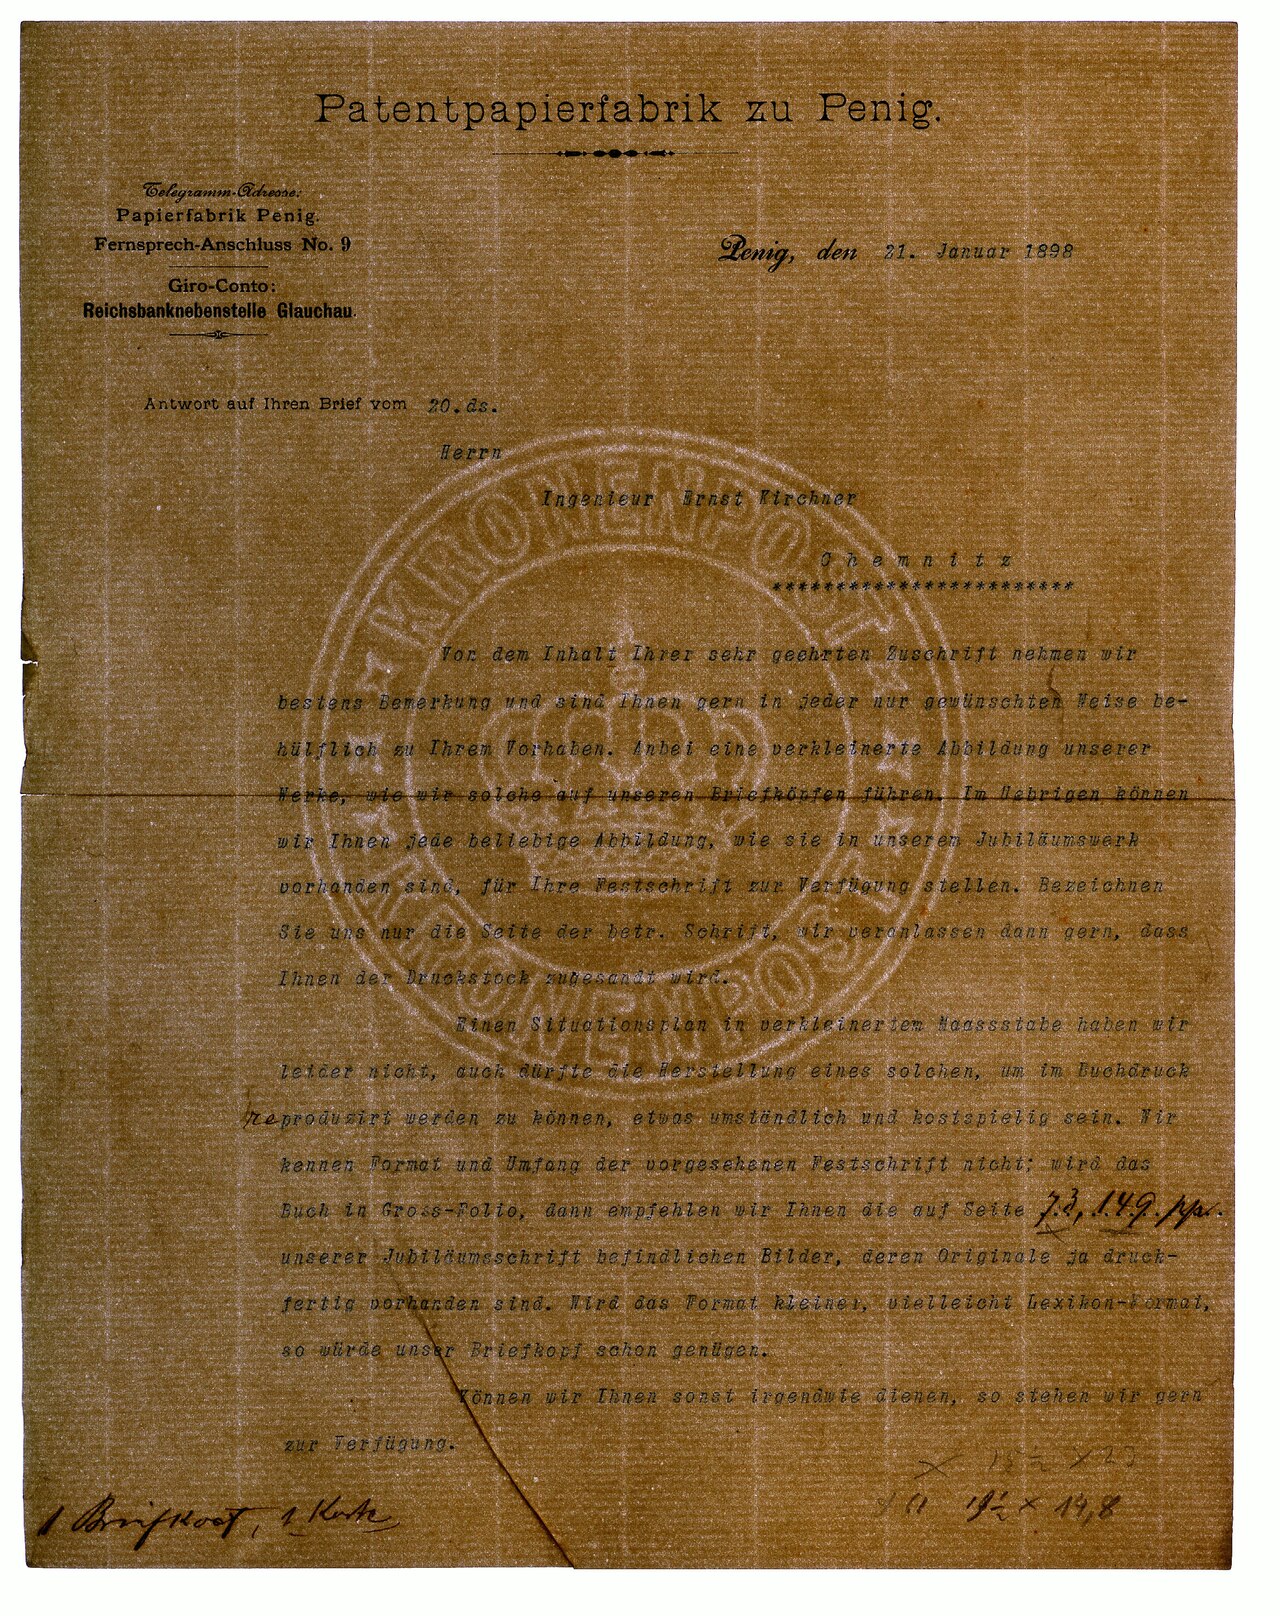 Patentpapierfabrik zu Penig.
Telegramm-Adresse:
Papierfabrik Penig.
Fernsprech-Anschluss No. 9
Giro-Conto:
Reichsbanknebenstelle Glauchau.
Penig, den 21. Januar 1898
Antwort auf Ihren Brief vom 20.ds.
Herrn
Ingenieur Ernst Kirchner
Chemnitz
************************
KRONENPOST
KRONENPOST
Von dem Inhalt Ihrer sehr geehrten Zuschrift nehmen wir
bestens Bemerkung und sind Ihnen gern in jeder nur gewünschten Weise be-
hülflich zu Ihrem Vorhaben. Anbei eine verkleinerte Abbildung unserer
Werke, wie wir solche auf unseren Briefköpfen führen. Im Uebrigen können
wir Ihnen jede beliebige Abbildung, wie sie in unserem Jubiläumswerk
vorhanden sind, für Ihre Festschrift zur Verfügung stellen. Bezeichnen
Sie uns nur die Seite der betr. Schrift, wir veranlassen dann gern, dass
Ihnen der Druckstock zugesandt wird.
Einen Situationsplan in verkleinertem Maassstabe haben wir
leider nicht, auch dürfte die Herstellung eines solchen, um im Buchdruck
reproduzirt werden zu können, etwas umständlich und kostspielig sein. Wir
kennen Format und Umfang der vorgesehenen Festschrift nicht; wird das
Buch in Gross-Folio, dann empfehlen wir Ihnen die auf Seite 73, 149
unserer Jubiläumsschrift befindlichen Bilder, deren Originale ja druck-
fertig vorhanden sind. Wird das Format kleiner, vielleicht Lexikon-Format,
so würde unser Briefkopf schon genügen.
Können wir Ihnen sonst irgendwie dienen, so stehen wir gern
zur Verfügung.
1 Briefkopf, 1 Karte
× 14,8